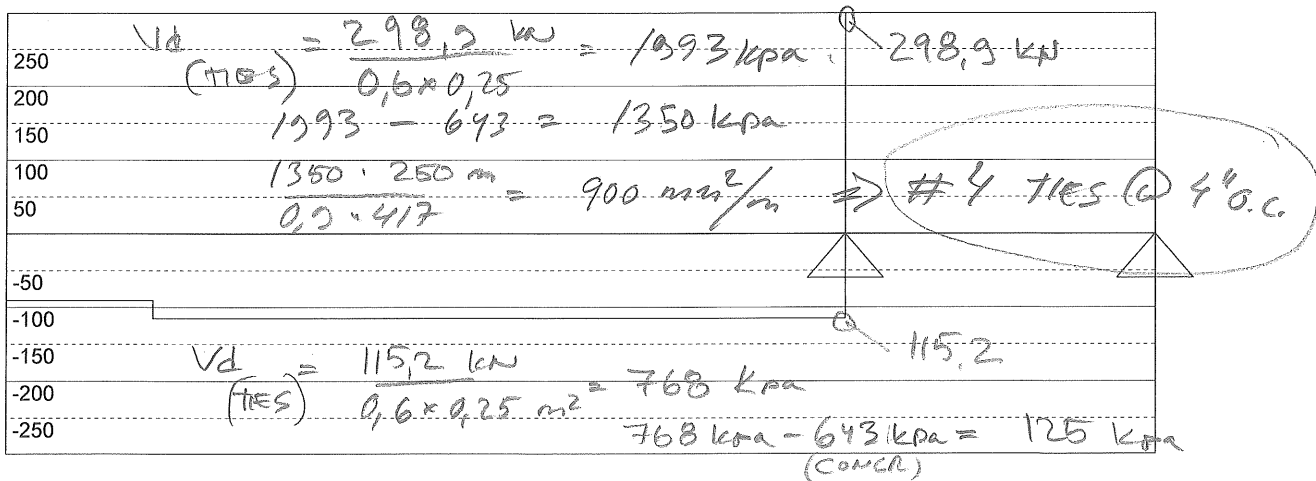 250
200
150
100
50
-50
-100
-150
-200
-250
Vd (TIES) = 298,9 kN / 0,6 x 0,25 = 1993 kpa.
298,9 kN
1993 - 643 = 1350 kpa
1350 · 250 m / 0,9 · 417 = 900 mm²/m => #4 TIES @ 4" o.c.
115,2
Vd (TIES) = 115,2 kN / 0,6 x 0,25 m² = 768 Kpa
768 kpa - 643 kpa = 125 kpa
(CONCR)